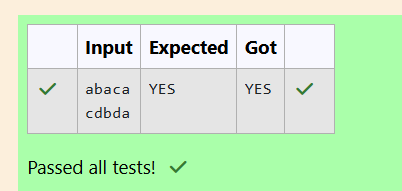 Input Expected Got
abaca YES YES
cdbda
Passed all tests!